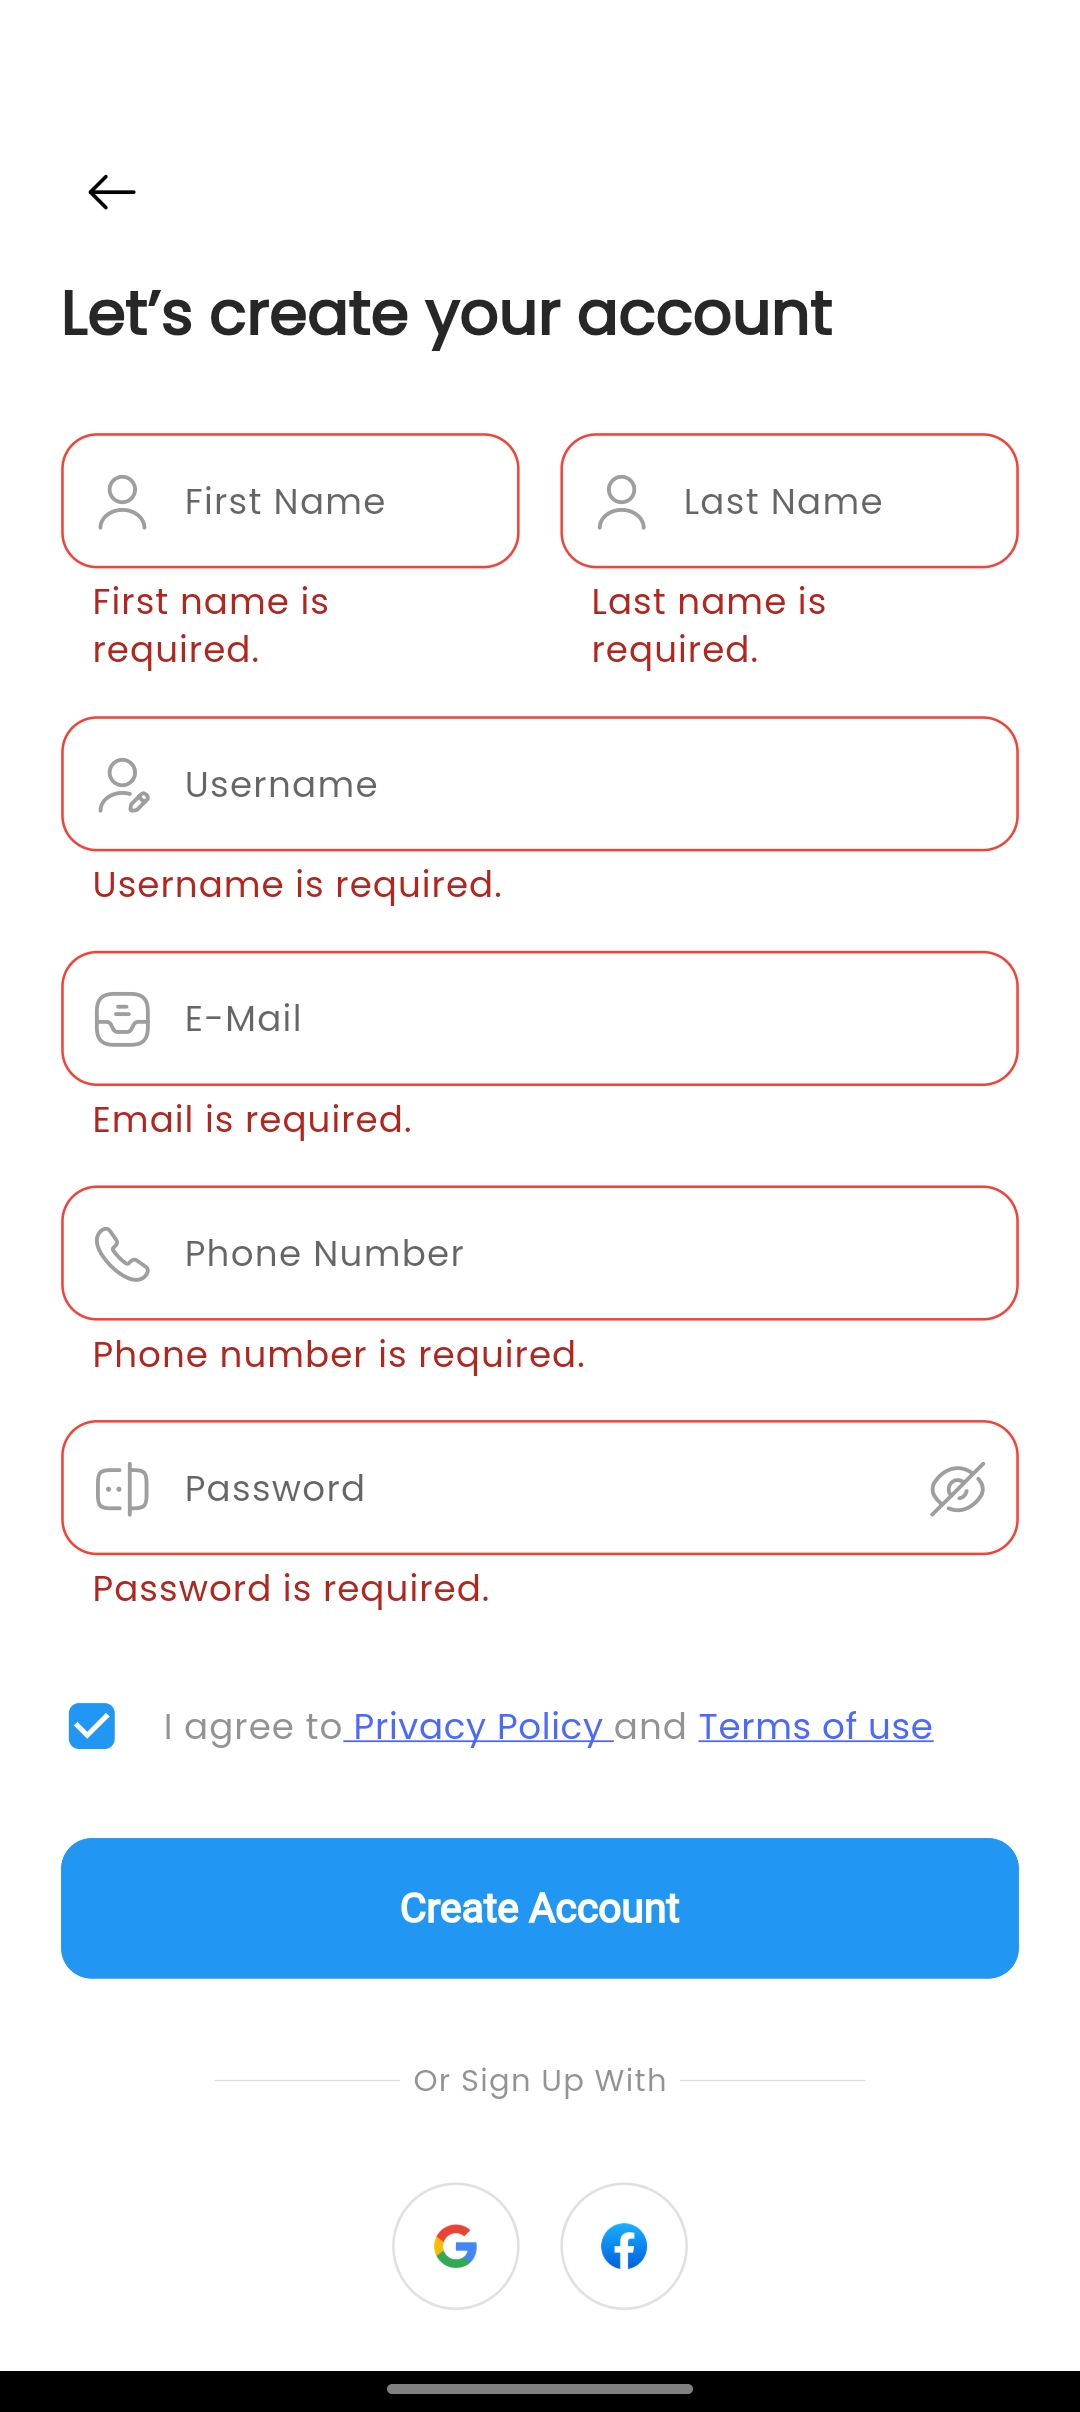 Let’s create your account
First Name
Last Name
First name is
required.
Last name is
required.
Username
Username is required.
E-Mail
Email is required.
Phone Number
Phone number is required.
Password
Password is required.
I agree to Privacy Policy and Terms of use
Create Account
Or Sign Up With